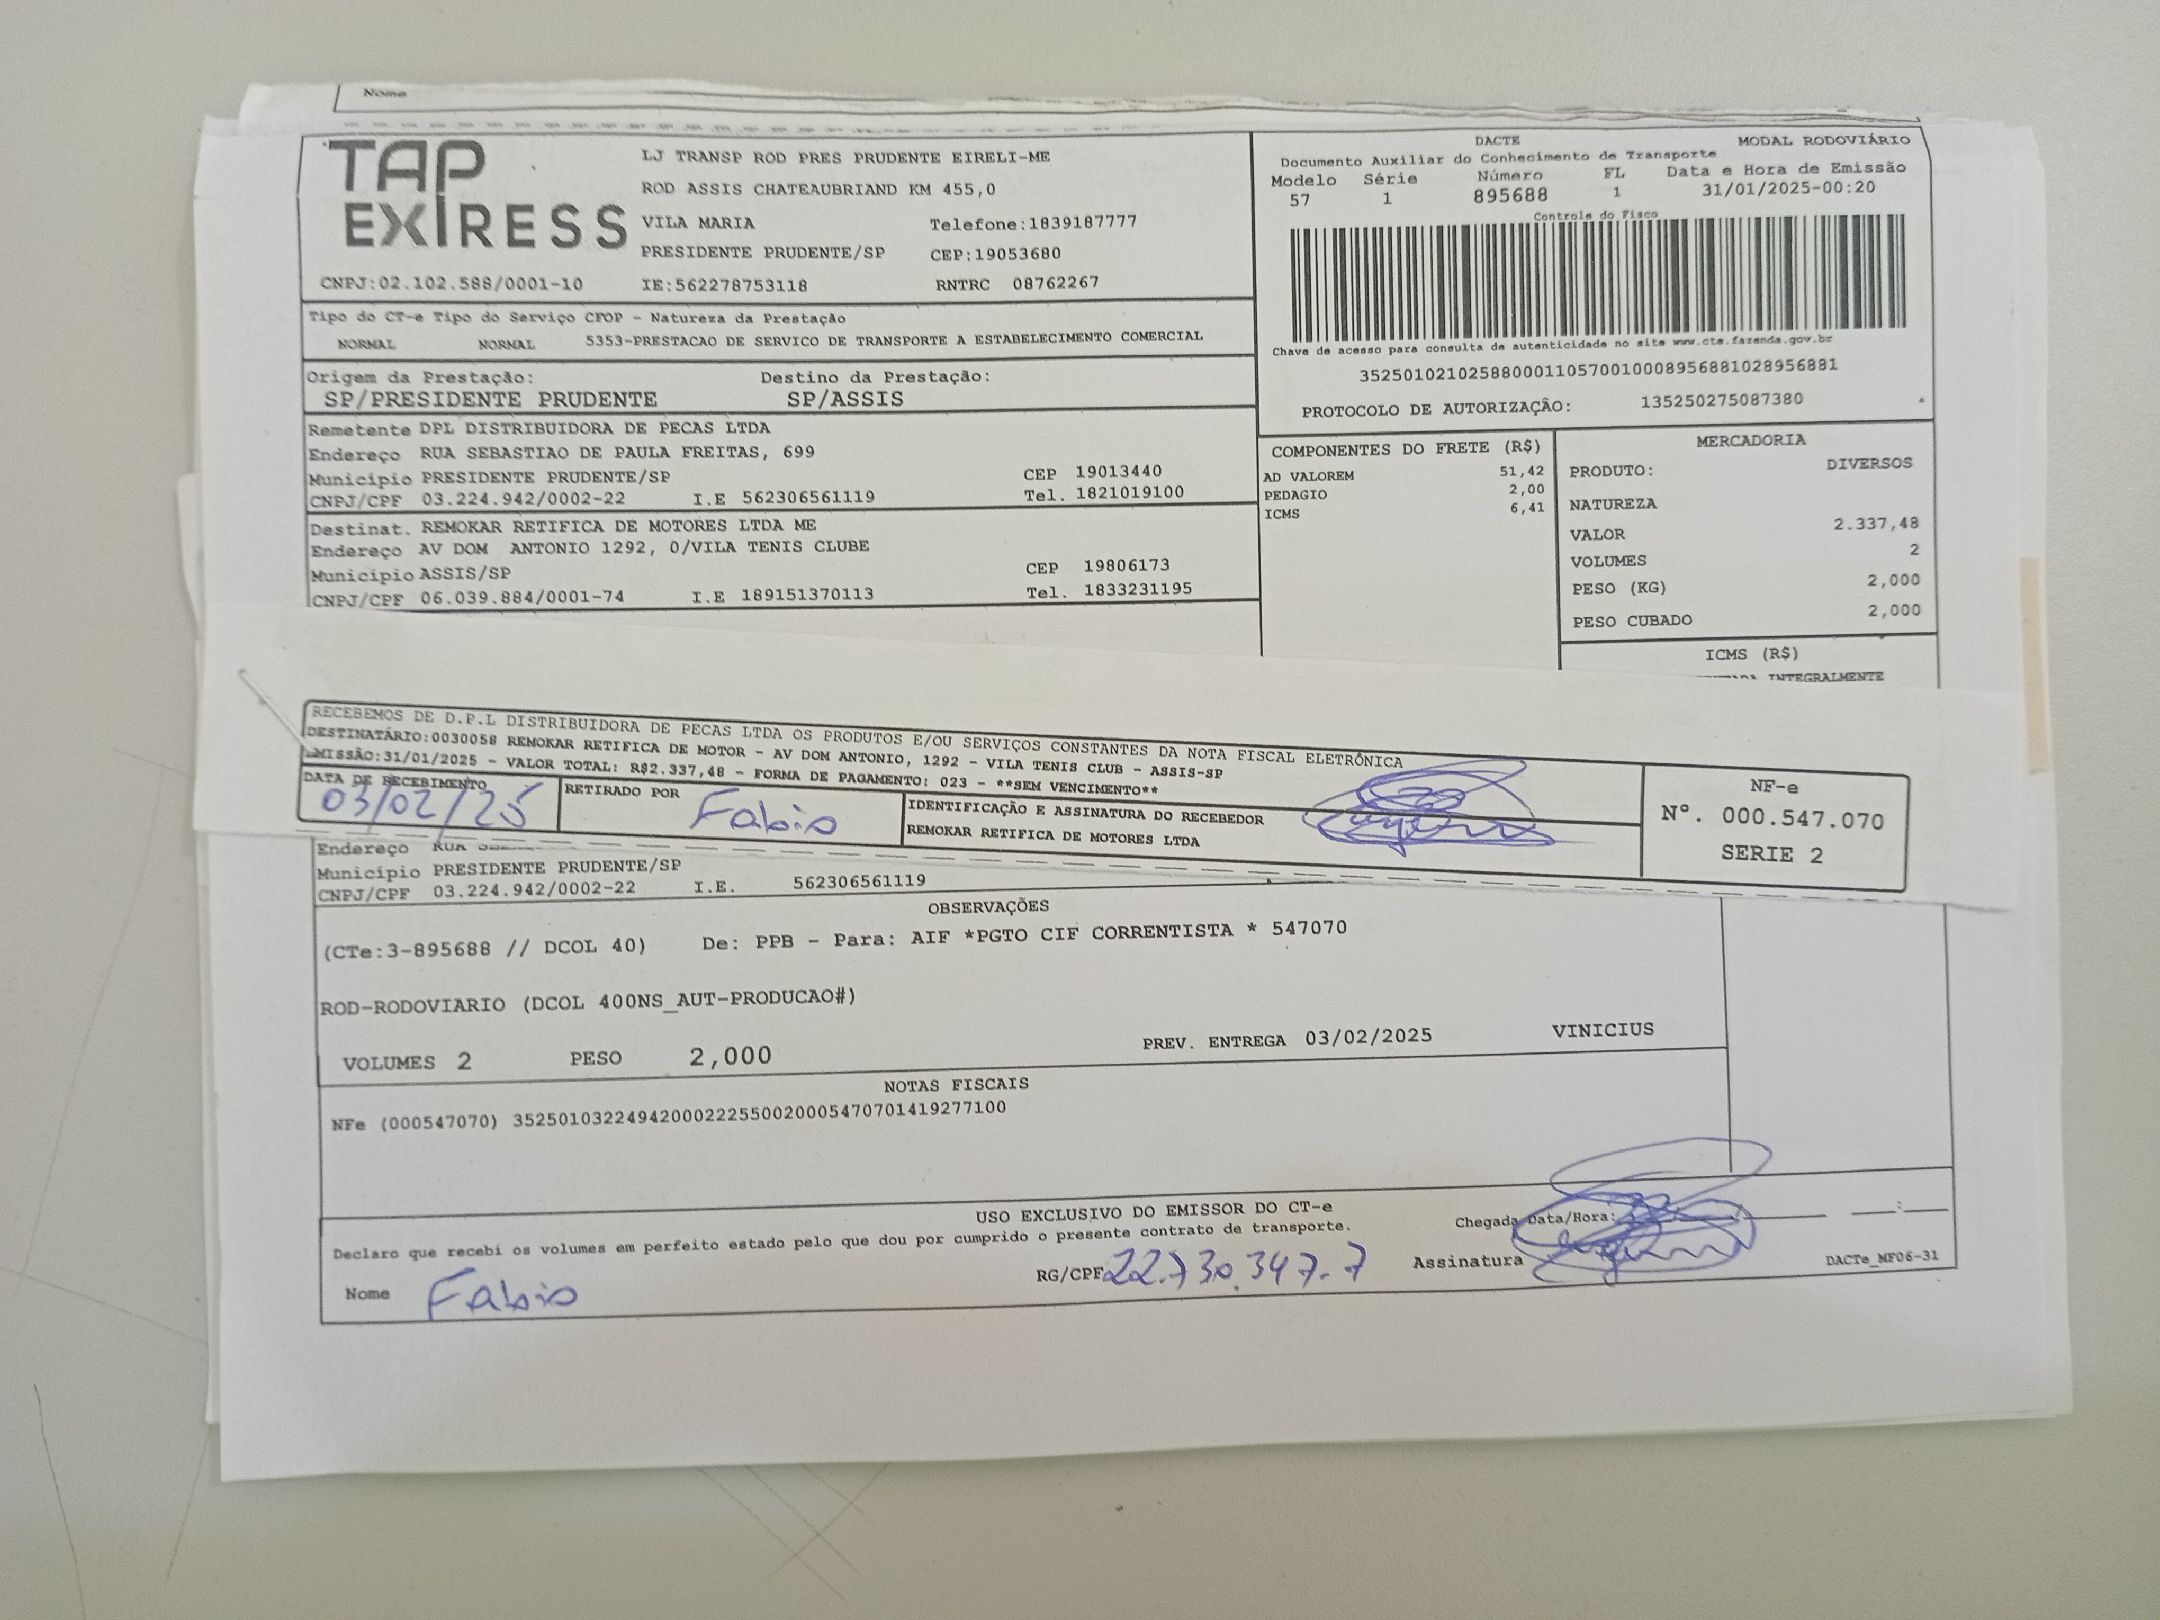 Nome
TAP EXPRESS
LJ TRANSP ROD PRES PRUDENTE EIRELI-ME
ROD ASSIS CHATEAUBRIAND KM 455,0
VILA MARIA Telefone:1839187777
PRESIDENTE PRUDENTE/SP CEP:19053680
CNPJ:02.102.588/0001-10 IE:562278753118 RNTRC 08762267
DACTE MODAL RODOVIÁRIO
Documento Auxiliar do Conhecimento de Transporte
Modelo Série Número FL Data e Hora de Emissão
57 1 895688 1 31/01/2025-00:20
Controle do Fisco
Chave de acesso para consulta de autenticidade no site www.cte.fazenda.gov.br
35250102102588000110570010008956881028956881
PROTOCOLO DE AUTORIZAÇÃO: 135250275087380
Tipo do CT-e Tipo do Serviço CFOP - Natureza da Prestação
NORMAL NORMAL 5353-PRESTACAO DE SERVICO DE TRANSPORTE A ESTABELECIMENTO COMERCIAL
Origem da Prestação: Destino da Prestação:
SP/PRESIDENTE PRUDENTE SP/ASSIS
Remetente DPL DISTRIBUIDORA DE PECAS LTDA
Endereço RUA SEBASTIAO DE PAULA FREITAS, 699
Município PRESIDENTE PRUDENTE/SP CEP 19013440
CNPJ/CPF 03.224.942/0002-22 I.E 562306561119 Tel. 1821019100
Destinat. REMOKAR RETIFICA DE MOTORES LTDA ME
Endereço AV DOM ANTONIO 1292, 0/VILA TENIS CLUBE
Município ASSIS/SP CEP 19806173
CNPJ/CPF 06.039.884/0001-74 I.E 189151370113 Tel. 1833231195
COMPONENTES DO FRETE (R$)
AD VALOREM 51,42
PEDAGIO 2,00
ICMS 6,41
MERCADORIA
PRODUTO: DIVERSOS
NATUREZA
VALOR 2.337,48
VOLUMES 2
PESO (KG) 2,000
PESO CUBADO 2,000
ICMS (R$)
INTEGRALMENTE
RECEBEMOS DE D.P.L DISTRIBUIDORA DE PECAS LTDA OS PRODUTOS E/OU SERVIÇOS CONSTANTES DA NOTA FISCAL ELETRÔNICA
DESTINATÁRIO:0030058 REMOKAR RETIFICA DE MOTOR - AV DOM ANTONIO, 1292 - VILA TENIS CLUB - ASSIS-SP
EMISSÃO:31/01/2025 - VALOR TOTAL: R$2.337,48 - FORMA DE PAGAMENTO: 023 - **SEM VENCIMENTO**
DATA DE RECEBIMENTO RETIRADO POR IDENTIFICAÇÃO E ASSINATURA DO RECEBEDOR
03/02/25 Fabio REMOKAR RETIFICA DE MOTORES LTDA
NF-e
Nº. 000.547.070
SERIE 2
Endereço RUA
Município PRESIDENTE PRUDENTE/SP
CNPJ/CPF 03.224.942/0002-22 I.E. 562306561119
OBSERVAÇÕES
(CTe:3-895688 // DCOL 40) De: PPB - Para: AIF *PGTO CIF CORRENTISTA * 547070
ROD-RODOVIARIO (DCOL 400NS_AUT-PRODUCAO#)
VOLUMES 2 PESO 2,000 PREV. ENTREGA 03/02/2025 VINICIUS
NOTAS FISCAIS
NFe (000547070) 35250103224942000222550020005470701419277100
USO EXCLUSIVO DO EMISSOR DO CT-e
Declaro que recebi os volumes em perfeito estado pelo que dou por cumprido o presente contrato de transporte.
Chegada Data/Hora:
Nome Fabio RG/CPF 22.730.347-7 Assinatura DACTe_MF06-31